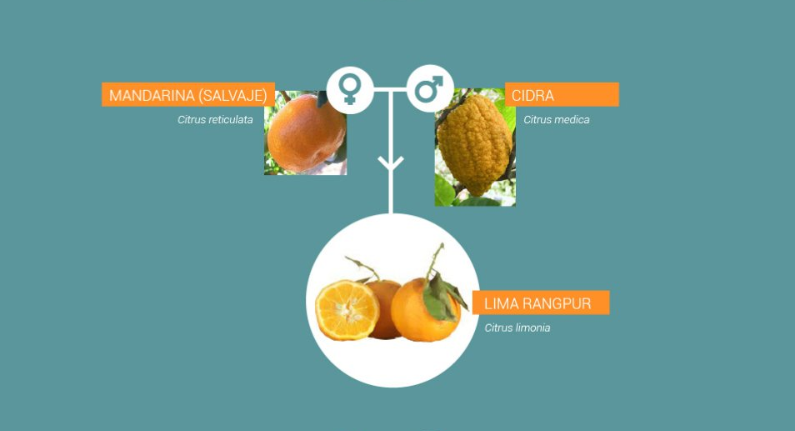 MANDARINA (SALVAJE)
Citrus reticulata
CIDRA
Citrus medica
LIMA RANGPUR
Citrus limonia